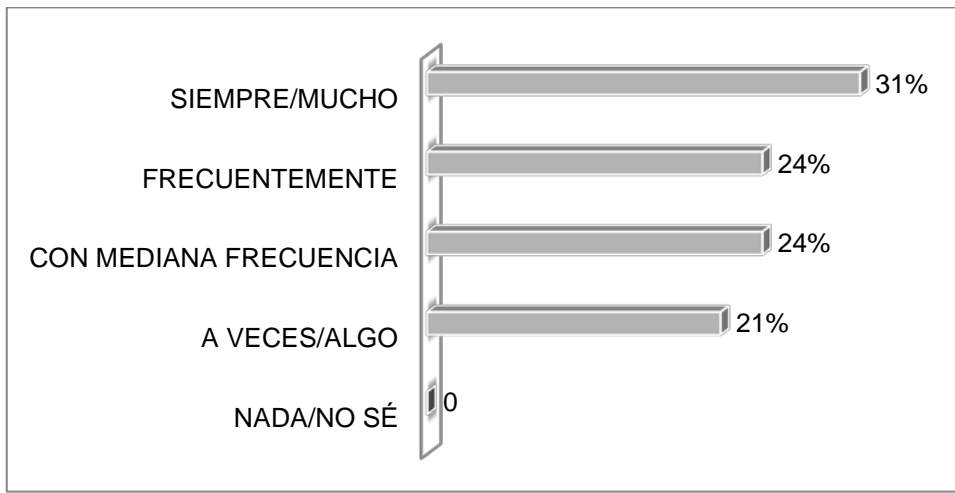 SIEMPRE/MUCHO 31%
FRECUENTEMENTE 24%
CON MEDIANA FRECUENCIA 24%
A VECES/ALGO 21%
NADA/NO SÉ 0